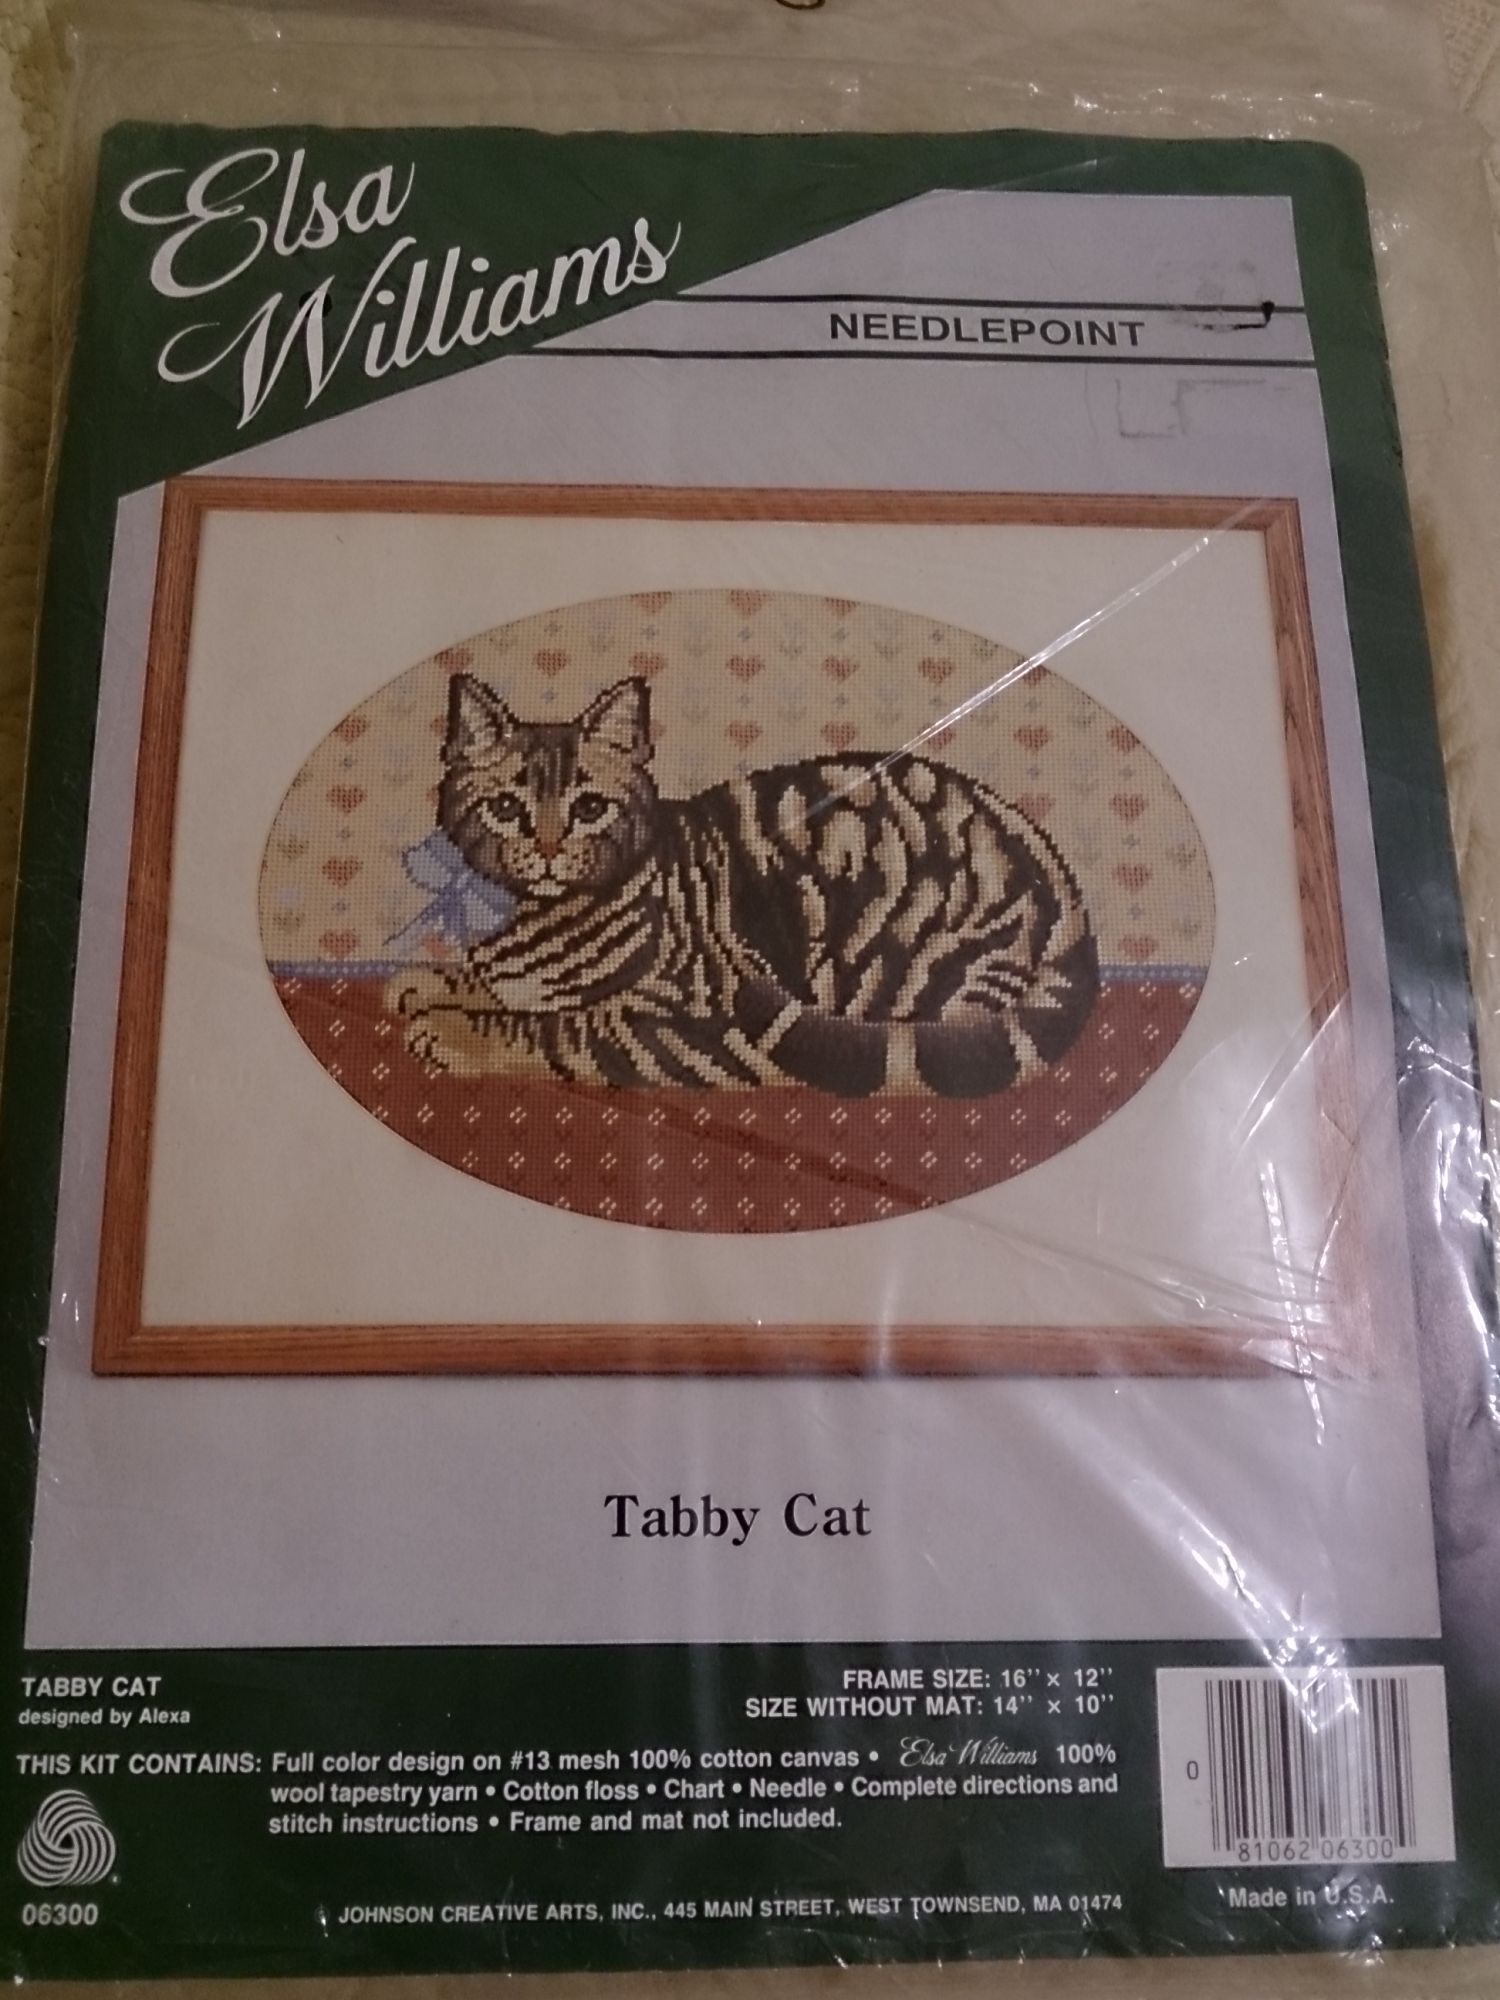 Elsa
Williams
NEEDLEPOINT
Tabby Cat
TABBY CAT
designed by Alexa
FRAME SIZE: 16" x 12"
SIZE WITHOUT MAT: 14" x 10"
THIS KIT CONTAINS: Full color design on #13 mesh 100% cotton canvas • Elsa Williams 100%
wool tapestry yarn • Cotton floss • Chart • Needle • Complete directions and
stitch instructions • Frame and mat not included.
06300
JOHNSON CREATIVE ARTS, INC., 445 MAIN STREET, WEST TOWNSEND, MA 01474
0 81062 06300
Made in U.S.A.